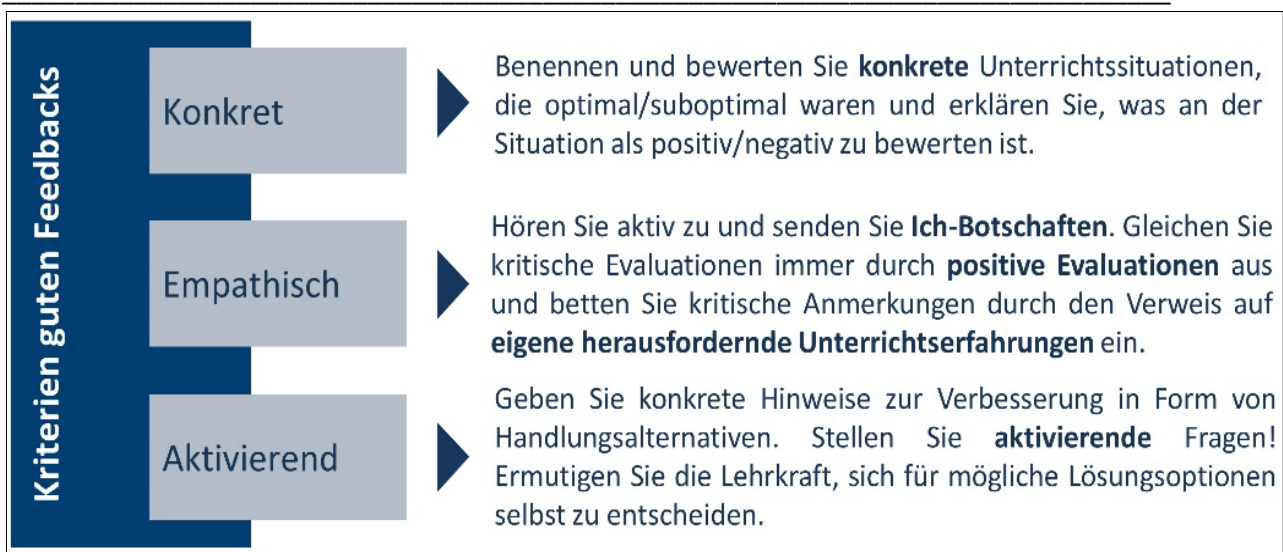 Kriterien guten Feedbacks
Konkret
Benennen und bewerten Sie konkrete Unterrichtssituationen,
die optimal/suboptimal waren und erklären Sie, was an der
Situation als positiv/negativ zu bewerten ist.
Empathisch
Hören Sie aktiv zu und senden Sie Ich-Botschaften. Gleichen Sie
kritische Evaluationen immer durch positive Evaluationen aus
und betten Sie kritische Anmerkungen durch den Verweis auf
eigene herausfordernde Unterrichtserfahrungen ein.
Aktivierend
Geben Sie konkrete Hinweise zur Verbesserung in Form von
Handlungsalternativen. Stellen Sie aktivierende Fragen!
Ermutigen Sie die Lehrkraft, sich für mögliche Lösungsoptionen
selbst zu entscheiden.